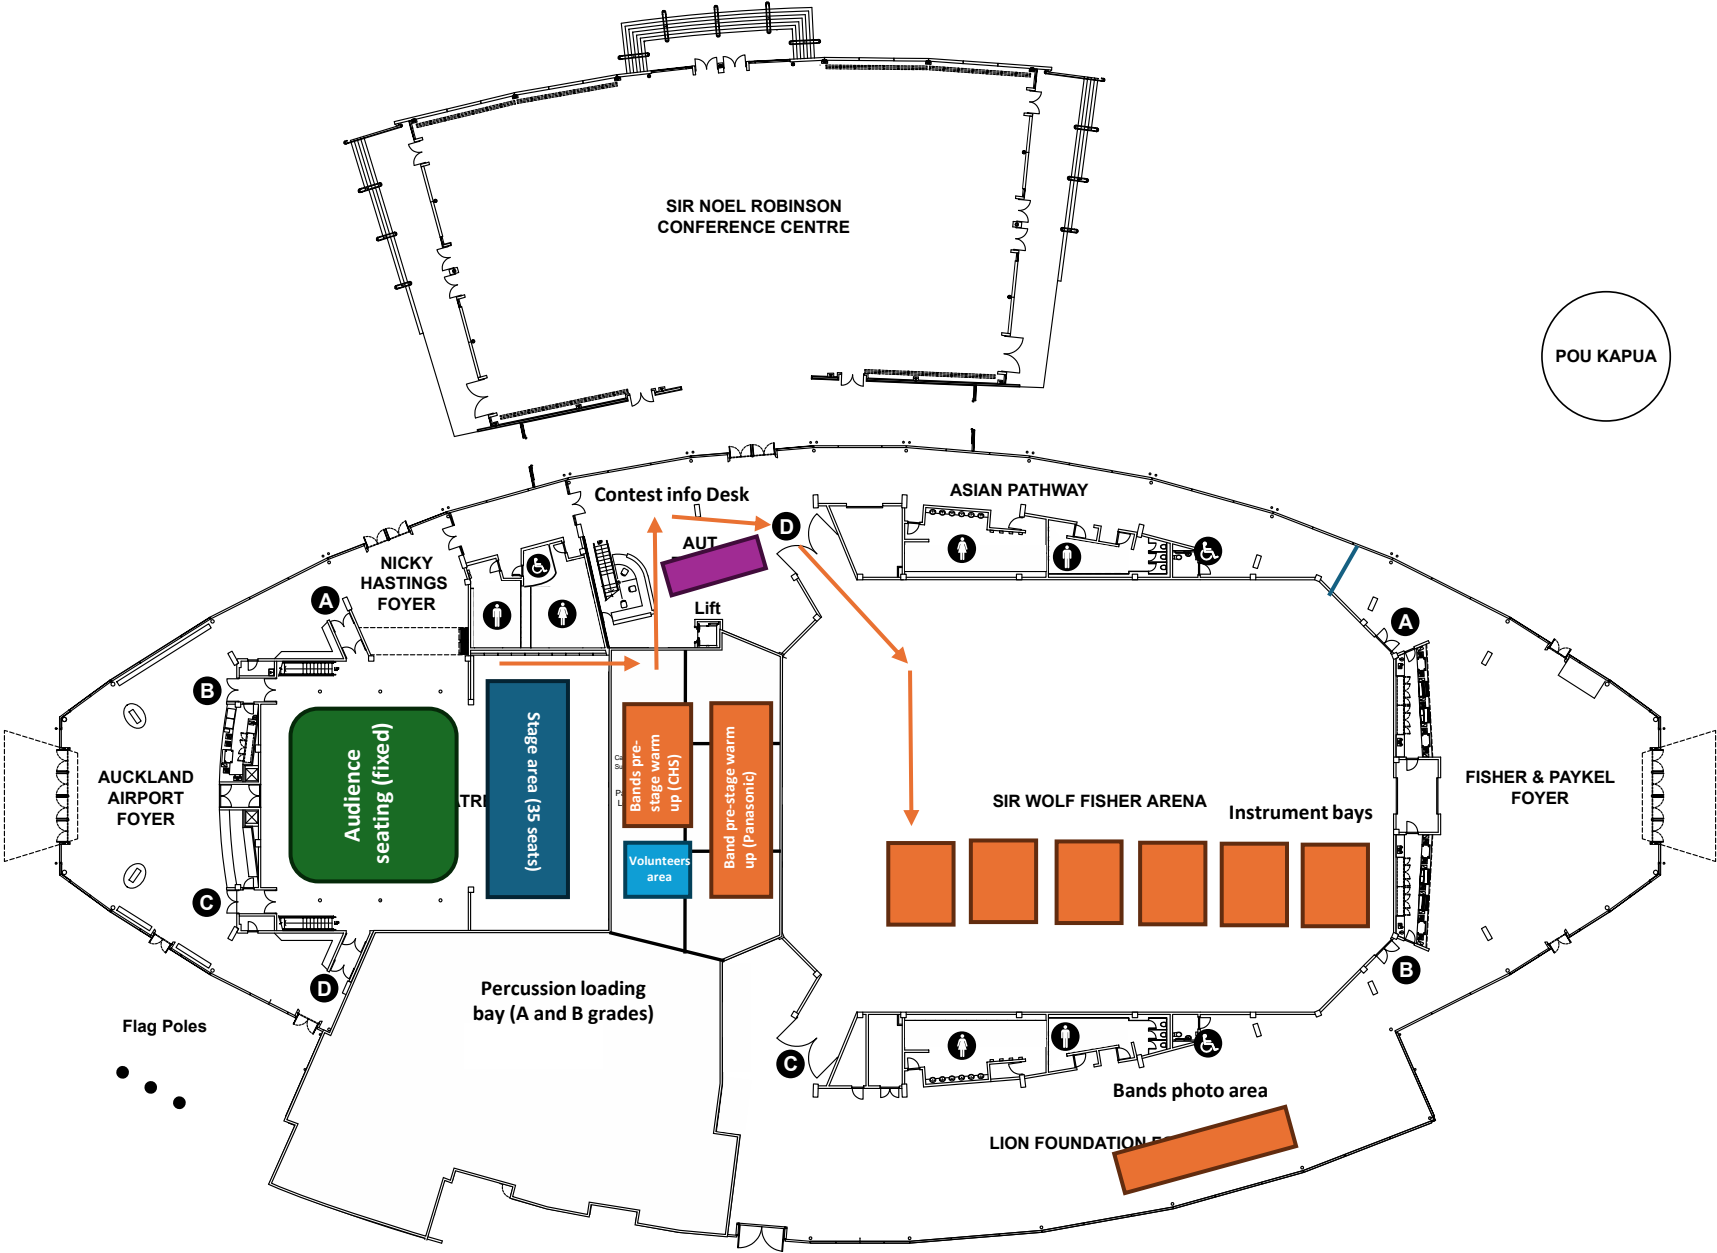 SIR NOEL ROBINSON
CONFERENCE CENTRE
POU KAPUA
Contest info Desk
ASIAN PATHWAY
D
AUT
NICKY
HASTINGS
FOYER
A
Lift
A
B
Audience
seating (fixed)
Stage area (35 seats)
Bands pre-
stage warm
up (CHS)
Band pre-stage warm
up (Panasonic)
Volunteers
area
AUCKLAND
AIRPORT
FOYER
SIR WOLF FISHER ARENA
Instrument bays
FISHER & PAYKEL
FOYER
C
D
B
Percussion loading
bay (A and B grades)
Flag Poles
C
Bands photo area
LION FOUNDATION